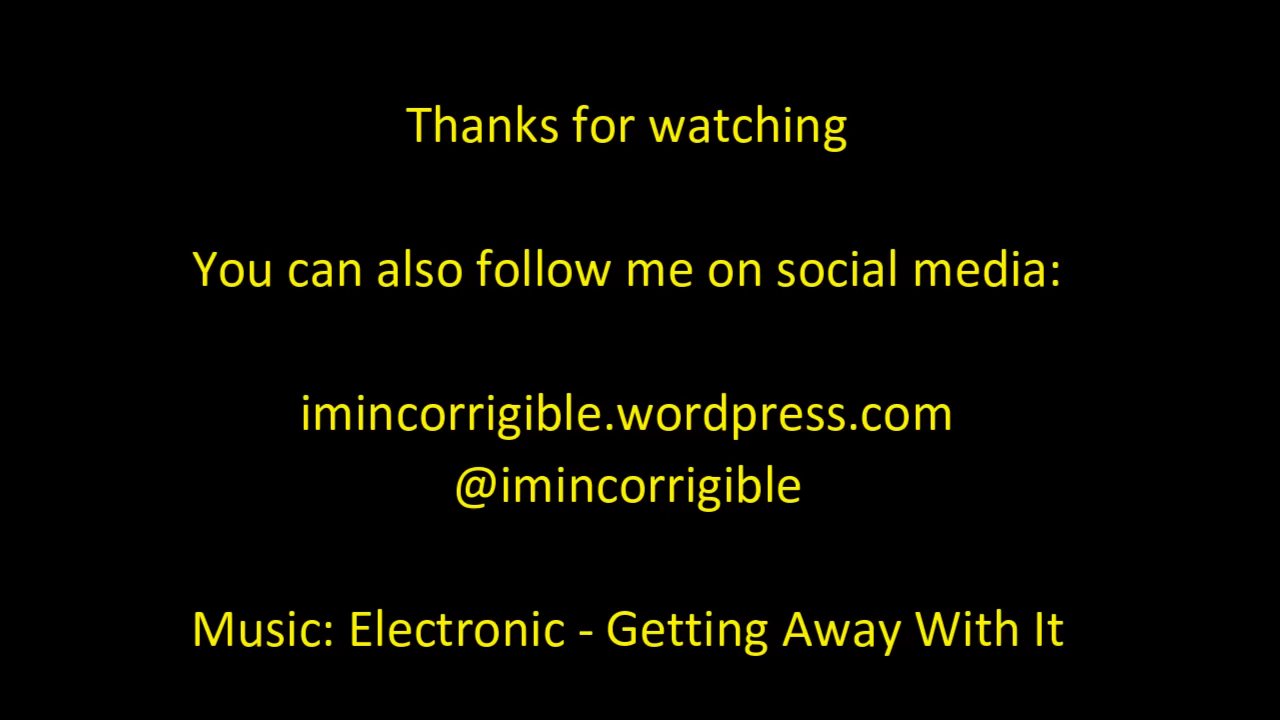 Thanks for watching
You can also follow me on social media:
imincorrigible.wordpress.com
@imincorrigible
Music: Electronic - Getting Away With It